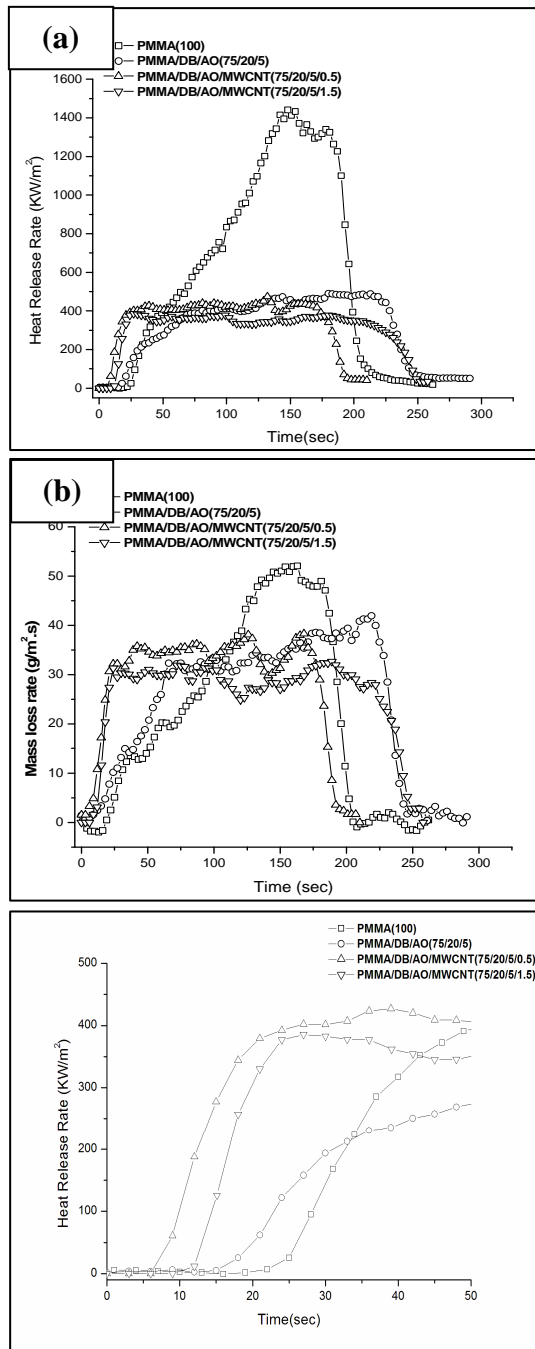 (a)
PMMA(100)
PMMA/DB/AO(75/20/5)
PMMA/DB/AO/MWCNT(75/20/5/0.5)
PMMA/DB/AO/MWCNT(75/20/5/1.5)
1600
1400
1200
1000
800
600
400
200
0
Heat Release Rate (KW/m²)
0 50 100 150 200 250 300
Time(sec)
(b)
PMMA(100)
PMMA/DB/AO(75/20/5)
PMMA/DB/AO/MWCNT(75/20/5/0.5)
PMMA/DB/AO/MWCNT(75/20/5/1.5)
60
50
40
30
20
10
0
Mass loss rate (g/m².s)
0 50 100 150 200 250 300
Time (sec)
PMMA(100)
PMMA/DB/AO(75/20/5)
PMMA/DB/AO/MWCNT(75/20/5/0.5)
PMMA/DB/AO/MWCNT(75/20/5/1.5)
500
400
300
200
100
0
Heat Release Rate (KW/m²)
0 10 20 30 40 50
Time(sec)